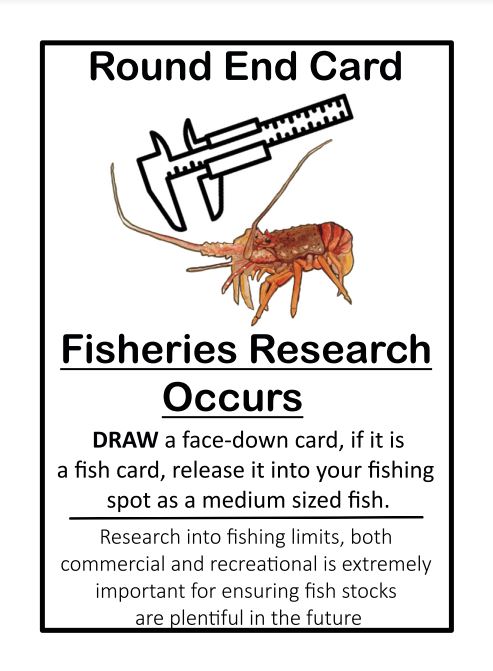 Round End Card
Fisheries Research
Occurs
DRAW a face-down card, if it is
a fish card, release it into your fishing
spot as a medium sized fish.
Research into fishing limits, both
commercial and recreational is extremely
important for ensuring fish stocks
are plentiful in the future